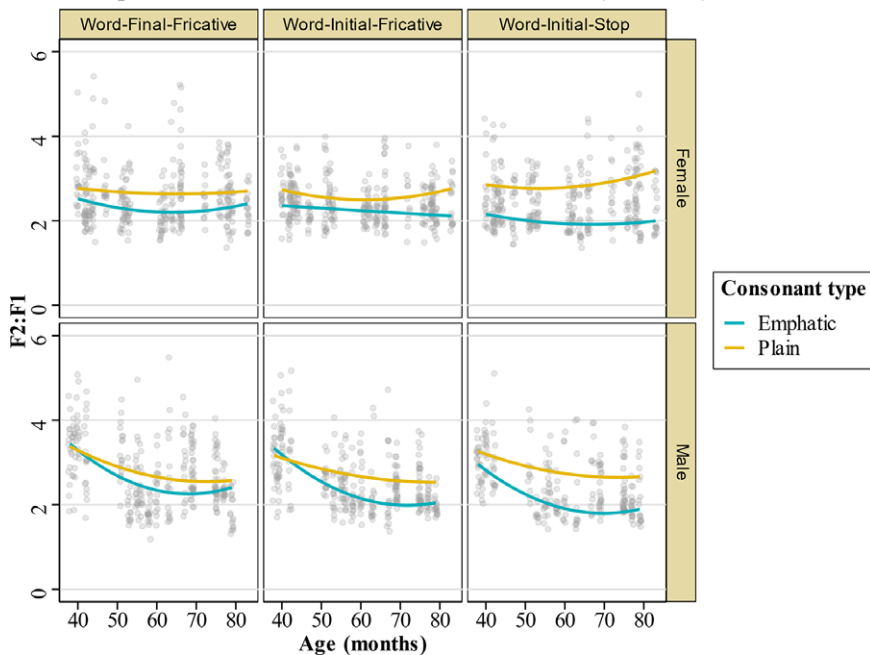 Word-Final-Fricative Word-Initial-Fricative Word-Initial-Stop
6
4
2
0
Female
F2:F1
6
4
2
0
Male
40 50 60 70 80 40 50 60 70 80 40 50 60 70 80
Age (months)
Consonant type
Emphatic
Plain